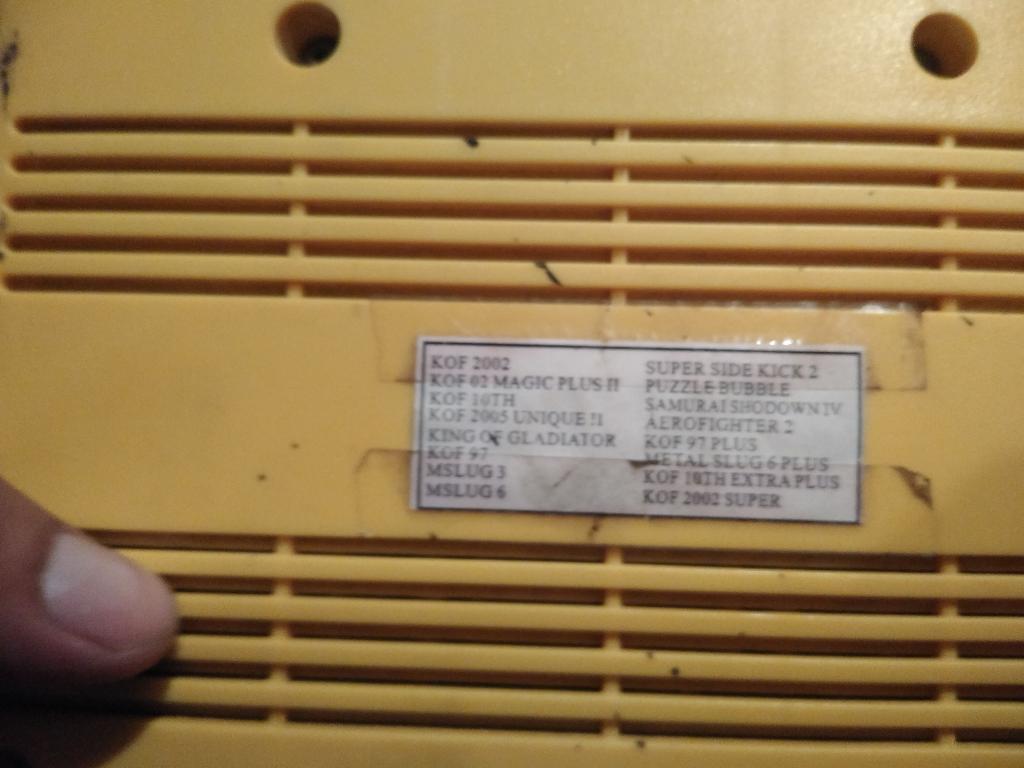 KOF 2002
KOF 02 MAGIC PLUS II
KOF 10TH
KOF 2005 UNIQUE II
KING OF GLADIATOR
KOF 97
MSLUG 3
MSLUG 6
SUPER SIDE KICK 2
PUZZLE BUBBLE
SAMURAI SHODOWN IV
AEROFIGHTER 2
KOF 97 PLUS
METAL SLUG 6 PLUS
KOF 10TH EXTRA PLUS
KOF 2002 SUPER